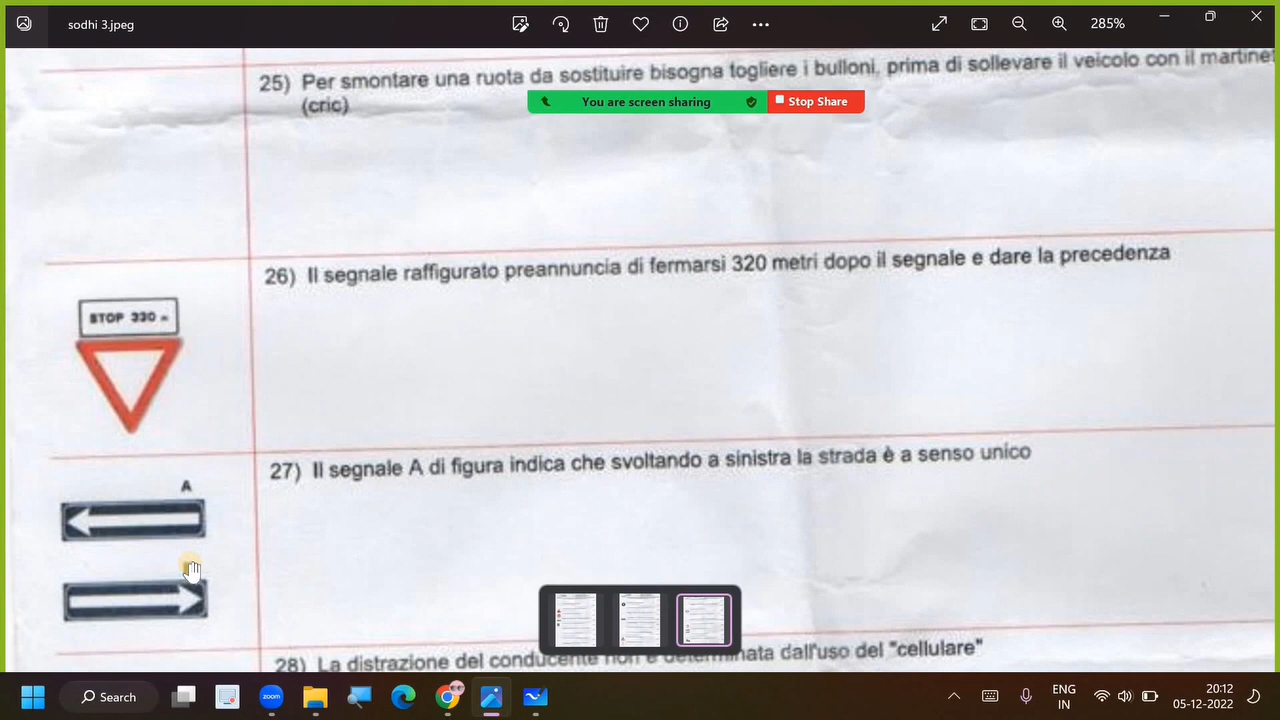 sodhi 3.jpeg
285%
25) Per smontare una ruota da sostituire bisogna togliere i bulloni, prima di sollevare il veicolo con il
(cric)
You are screen sharing
Stop Share
26) Il segnale raffigurato preannuncia di fermarsi 320 metri dopo il segnale e dare la precedenza
STOP 320 m
27) Il segnale A di figura indica che svoltando a sinistra la strada è a senso unico
A
28) La distrazione del conducente non è determinata dall'uso del "cellulare"
Search
zoom
ENG
IN
20:12
05-12-2022